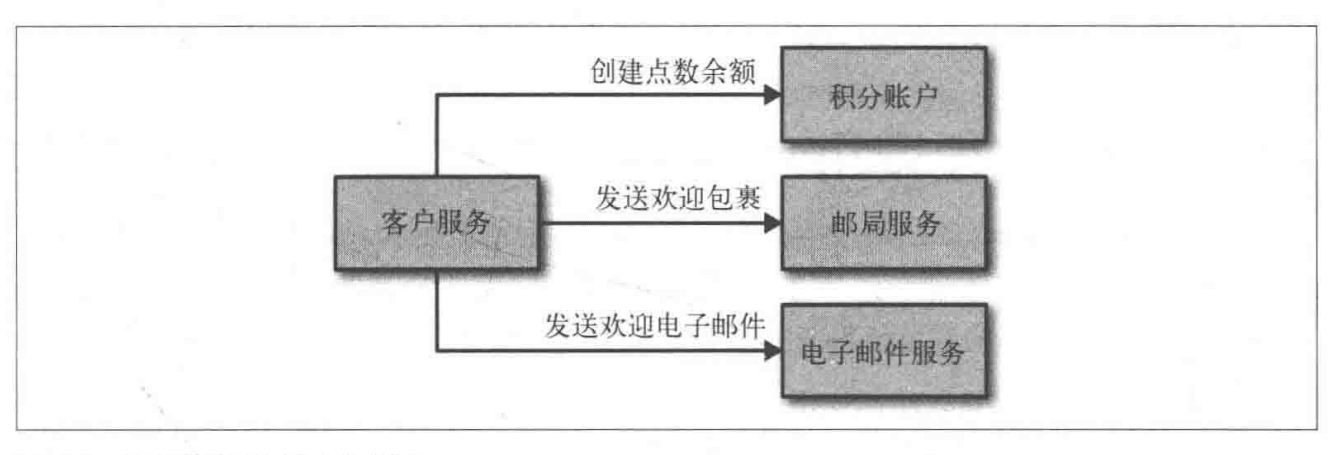 创建点数余额
积分账户
发送欢迎包裹
客户服务
邮局服务
发送欢迎电子邮件
电子邮件服务